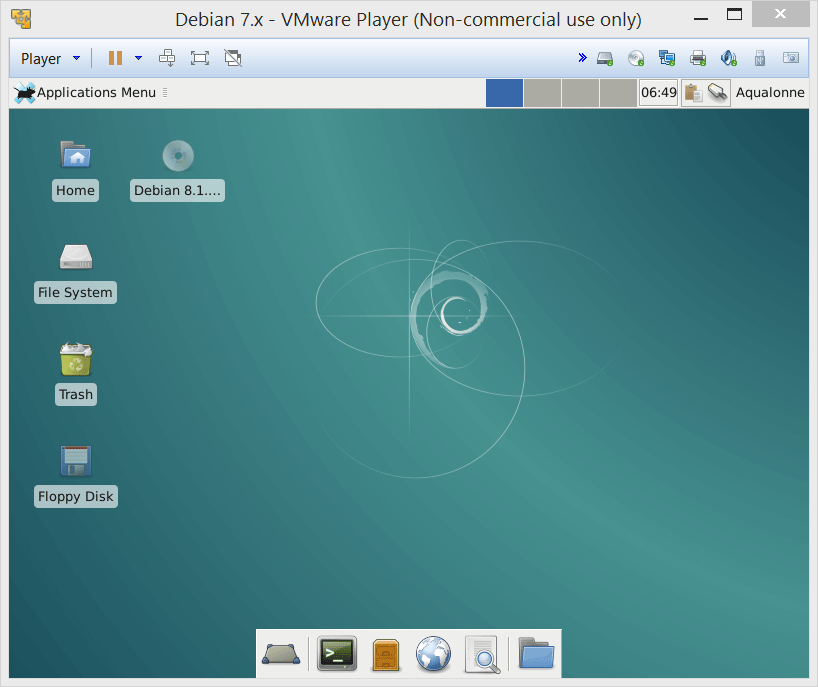 Debian 7.x - VMware Player (Non-commercial use only)
Player
Applications Menu
06:49
Aqualonne
Home
Debian 8.1....
File System
Trash
Floppy Disk
>_